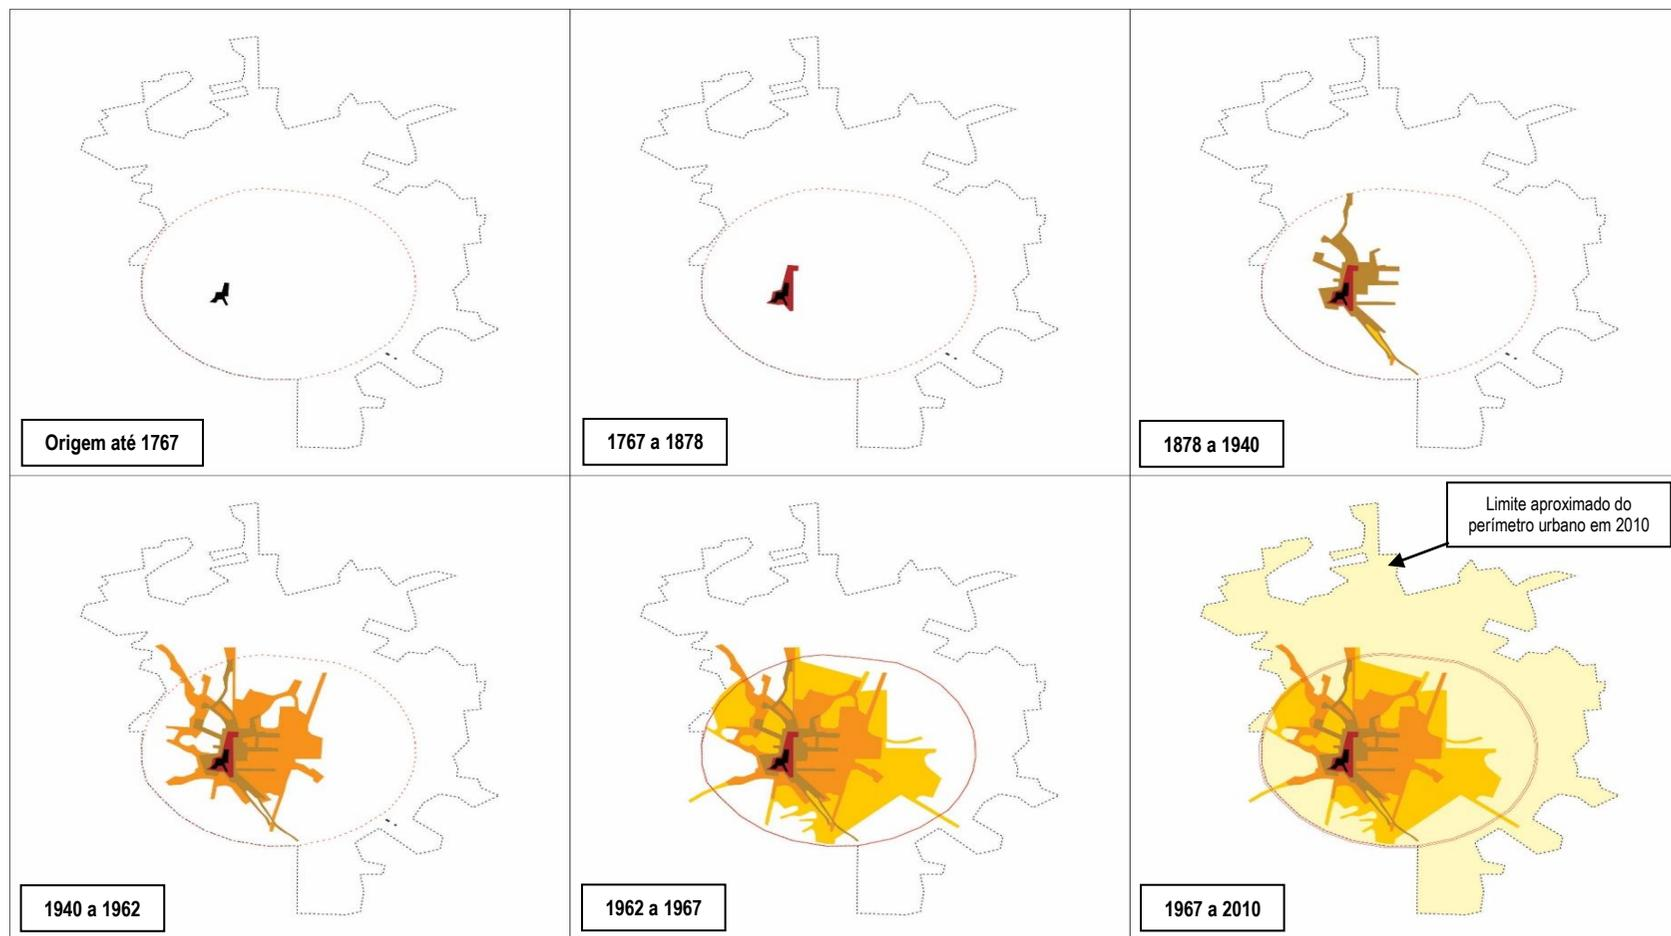 Origem até 1767
1767 a 1878
1878 a 1940
1940 a 1962
1962 a 1967
Limite aproximado do
perímetro urbano em 2010
1967 a 2010